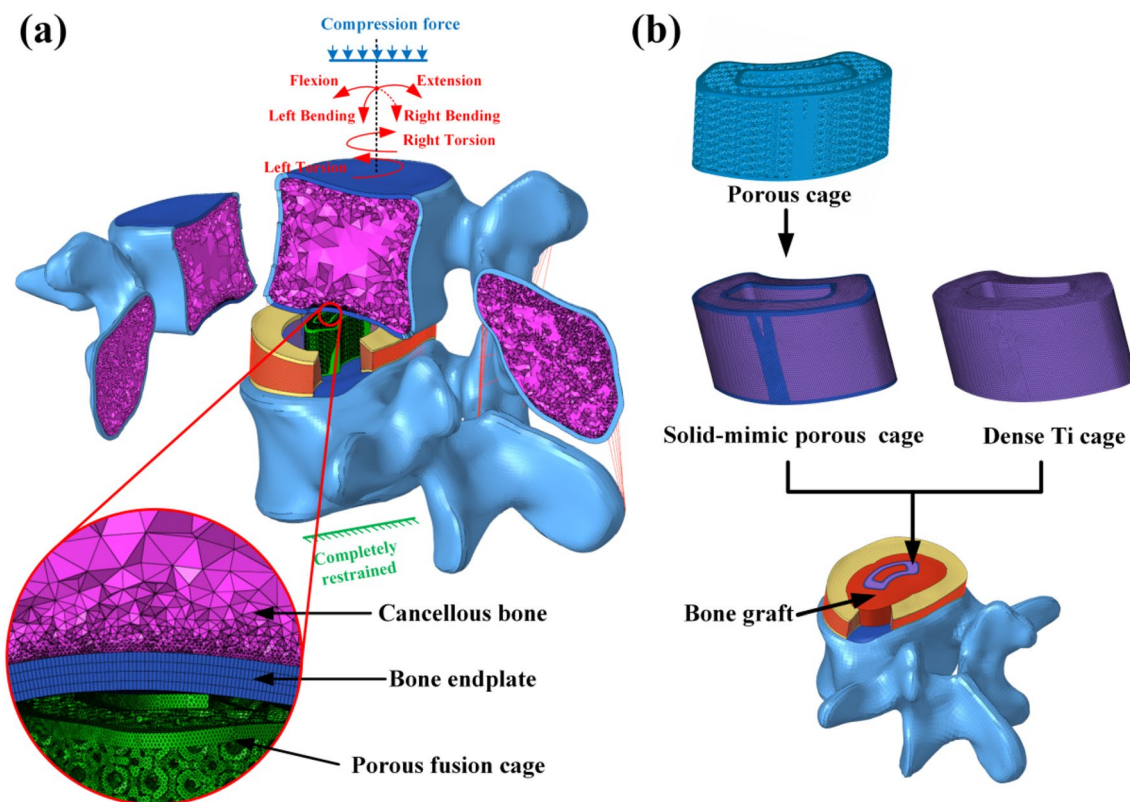 (a)
Compression force
Flexion
Extension
Left Bending
Right Bending
Right Torsion
Left Torsion
Completely
restrained
Cancellous bone
Bone endplate
Porous fusion cage
(b)
Porous cage
Solid-mimic porous cage
Dense Ti cage
Bone graft